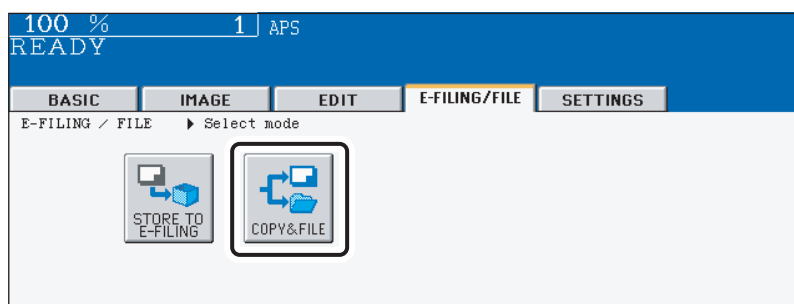 100 % 1 APS
READY
BASIC IMAGE EDIT E-FILING/FILE SETTINGS
E-FILING / FILE ▶ Select mode
STORE TO
E-FILING
COPY&FILE